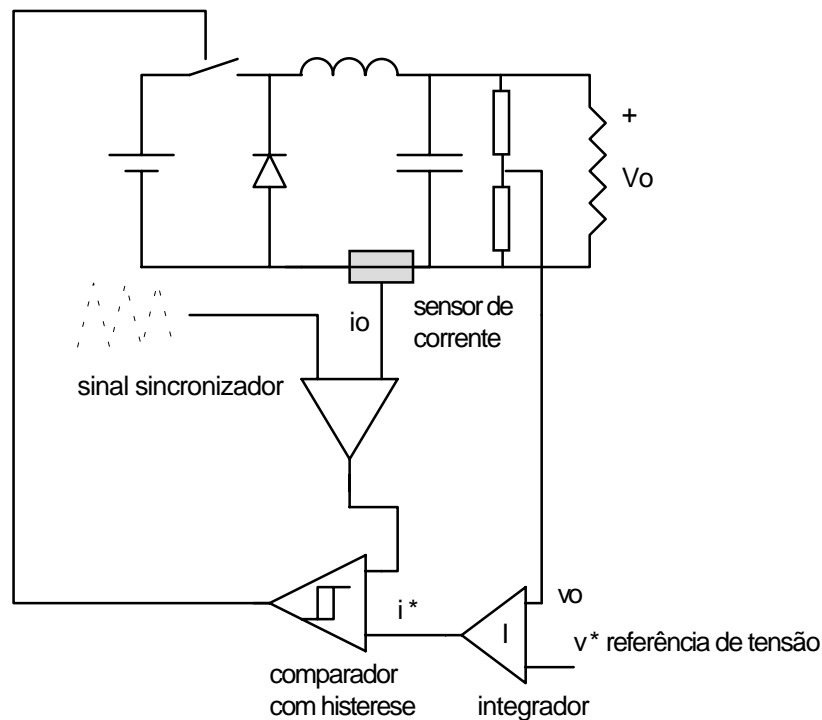 +
Vo
sensor de
corrente
io
sinal sincronizador
i*
I
vo
v* referência de tensão
comparador
com histerese
integrador